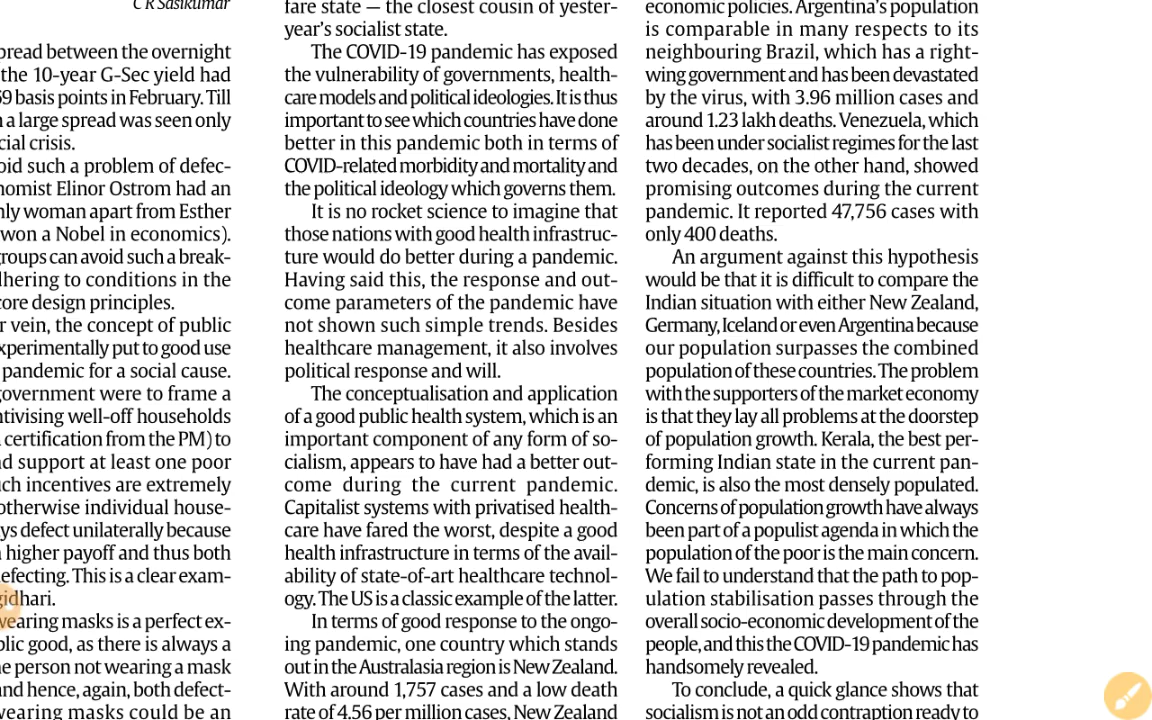 C R Sasikumar
pread between the overnight
the 10-year G-Sec yield had
69 basis points in February. Till
a large spread was seen only
cial crisis.
oid such a problem of defec-
nomist Elinor Ostrom had an
nly woman apart from Esther
won a Nobel in economics).
groups can avoid such a break-
dhering to conditions in the
core design principles.
r vein, the concept of public
xperimentally put to good use
pandemic for a social cause.
government were to frame a
ntivising well-off households
certification from the PM) to
nd support at least one poor
uch incentives are extremely
otherwise individual house-
ys defect unilaterally because
higher payoff and thus both
efecting. This is a clear exam-
gidhari.
wearing masks is a perfect ex-
blic good, as there is always a
e person not wearing a mask
and hence, again, both defect-
wearing masks could be an
fare state — the closest cousin of yester-
year's socialist state.
The COVID-19 pandemic has exposed
the vulnerability of governments, health-
care models and political ideologies. It is thus
important to see which countries have done
better in this pandemic both in terms of
COVID-related morbidity and mortality and
the political ideology which governs them.
It is no rocket science to imagine that
those nations with good health infrastruc-
ture would do better during a pandemic.
Having said this, the response and out-
come parameters of the pandemic have
not shown such simple trends. Besides
healthcare management, it also involves
political response and will.
The conceptualisation and application
of a good public health system, which is an
important component of any form of so-
cialism, appears to have had a better out-
come during the current pandemic.
Capitalist systems with privatised health-
care have fared the worst, despite a good
health infrastructure in terms of the avail-
ability of state-of-art healthcare technol-
ogy. The US is a classic example of the latter.
In terms of good response to the ongo-
ing pandemic, one country which stands
out in the Australasia region is New Zealand.
With around 1,757 cases and a low death
rate of 4.56 per million cases, New Zealand
economic policies. Argentina's population
is comparable in many respects to its
neighbouring Brazil, which has a right-
wing government and has been devastated
by the virus, with 3.96 million cases and
around 1.23 lakh deaths. Venezuela, which
has been under socialist regimes for the last
two decades, on the other hand, showed
promising outcomes during the current
pandemic. It reported 47,756 cases with
only 400 deaths.
An argument against this hypothesis
would be that it is difficult to compare the
Indian situation with either New Zealand,
Germany, Iceland or even Argentina because
our population surpasses the combined
population of these countries. The problem
with the supporters of the market economy
is that they lay all problems at the doorstep
of population growth. Kerala, the best per-
forming Indian state in the current pan-
demic, is also the most densely populated.
Concerns of population growth have always
been part of a populist agenda in which the
population of the poor is the main concern.
We fail to understand that the path to pop-
ulation stabilisation passes through the
overall socio-economic development of the
people, and this the COVID-19 pandemic has
handsomely revealed.
To conclude, a quick glance shows that
socialism is not an odd contraption ready to